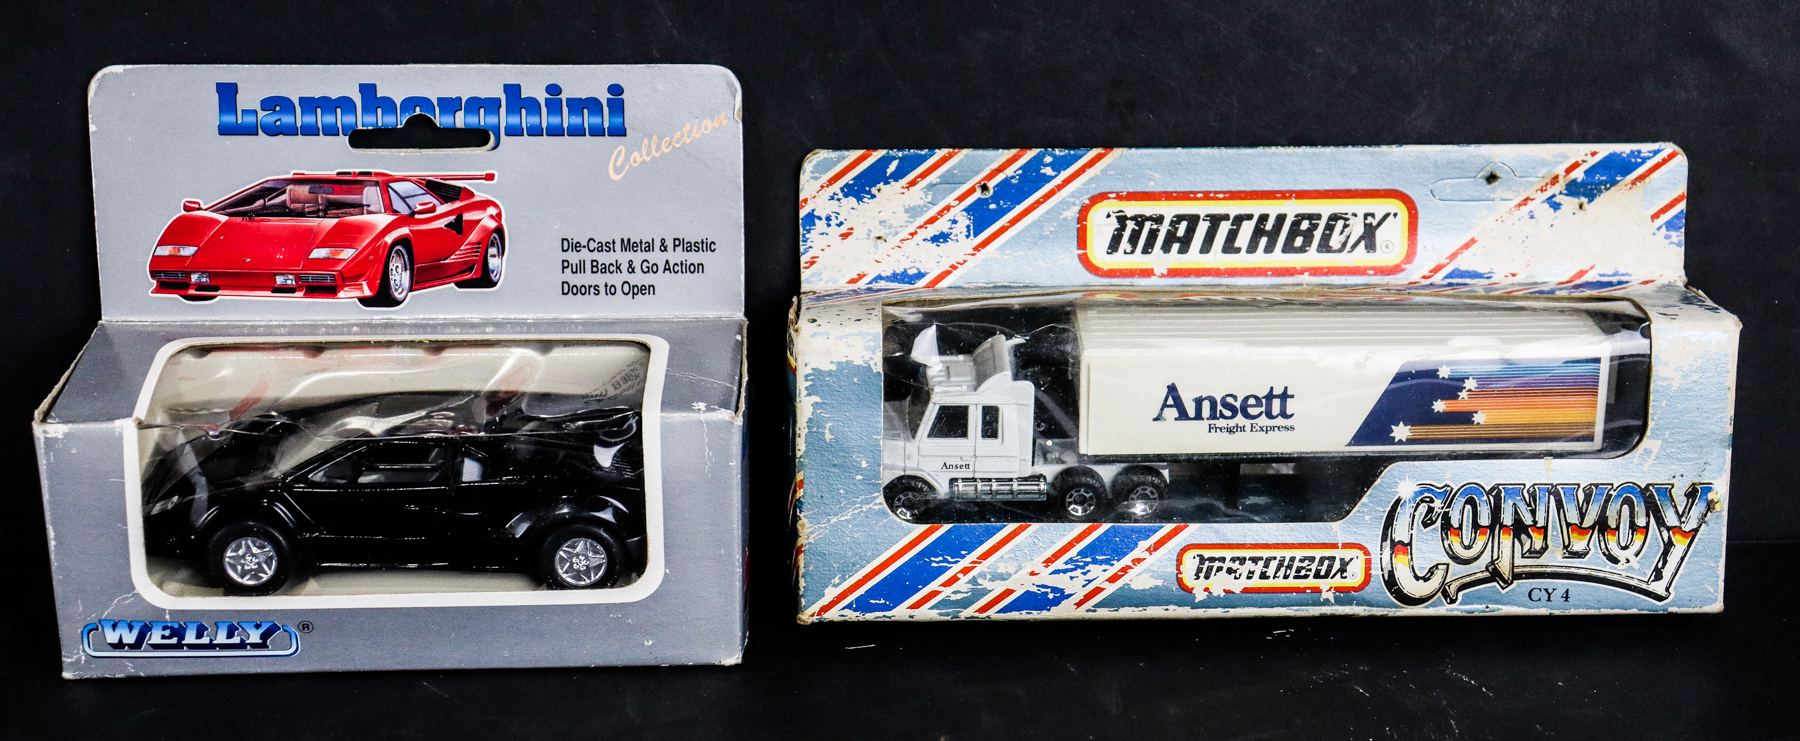 Lamborghini
Collection
Die-Cast Metal & Plastic
Pull Back & Go Action
Doors to Open
WELLY®
MATCHBOX®
Ansett
Freight Express
Ansett
MATCHBOX
CONVOY
CY 4